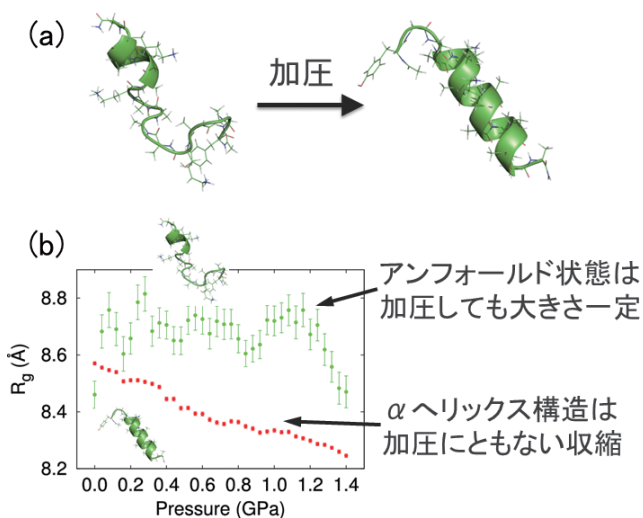 (a)
加圧
(b)
アンフォールド状態は
加圧しても大きさ一定
αヘリックス構造は
加圧にともない収縮
Rg (Å)
8.8
8.6
8.4
8.2
0.0 0.2 0.4 0.6 0.8 1.0 1.2 1.4
Pressure (GPa)